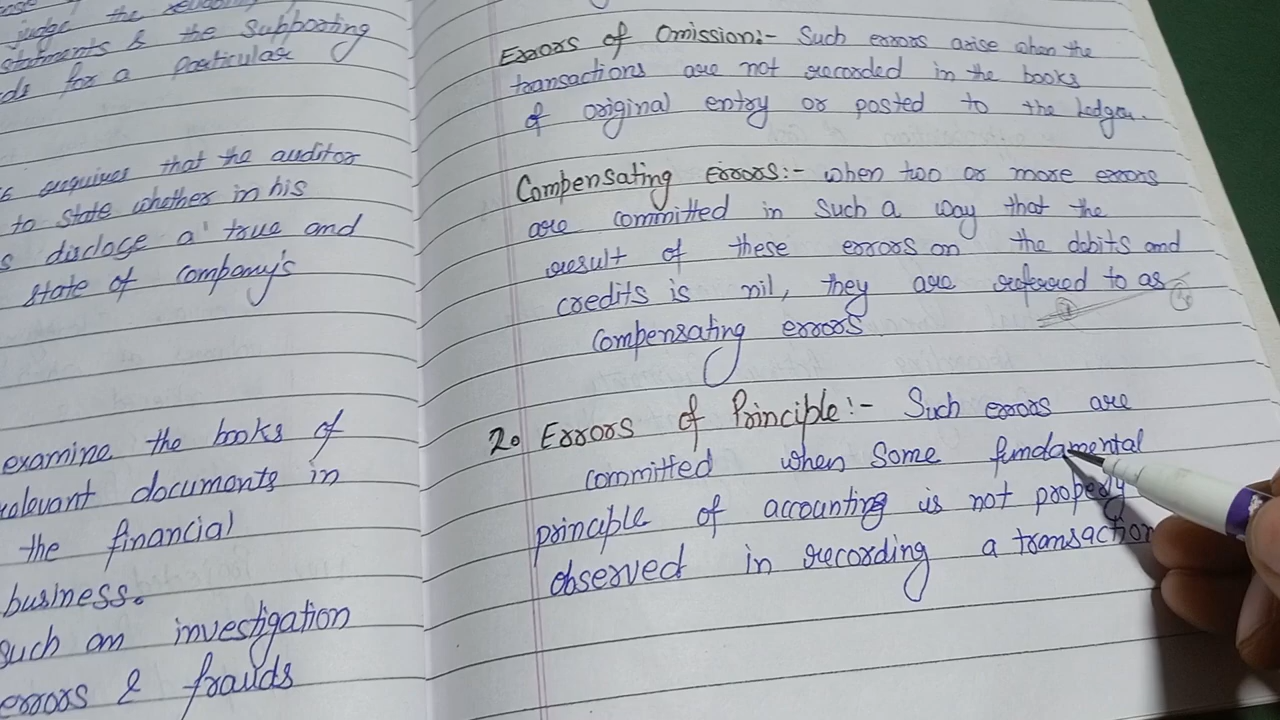 judge the
statments & the supporting
ds for a particular
requires that the auditor
to state whether in his
s discloge a true and
state of company's
examine the books of
relevant documents in
the financial
business.
such an investigation
errors & frauds
Errors of Omission:- Such errors arise when the
transactions are not recorded in the books
of original entry or posted to the ledger.
Compensating Errors:- when two or more errors
are committed in such a way that the
result of these errors on the debits and
credits is nil, they are referred to as
Compensating errors
2. Errors of Principle:- Such errors are
committed when some fundamental
principle of accounting is not properly
observed in recording a transaction